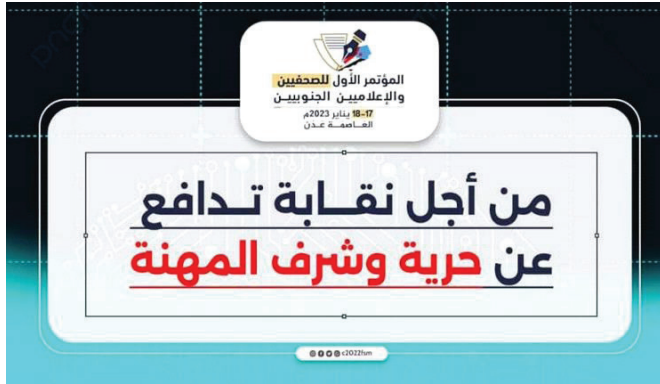 المؤتمر الأول للصحفيين
والإعلاميين الجنوبيين
17-18 يناير 2023م
العاصمة عدن
من أجل نقابة تدافع
عن حرية وشرف المهنة
c2022fsm